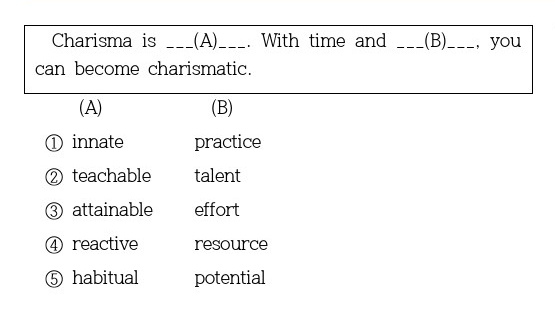 Charisma is ___(A)___. With time and ___(B)___, you
can become charismatic.
(A) (B)
① innate practice
② teachable talent
③ attainable effort
④ reactive resource
⑤ habitual potential